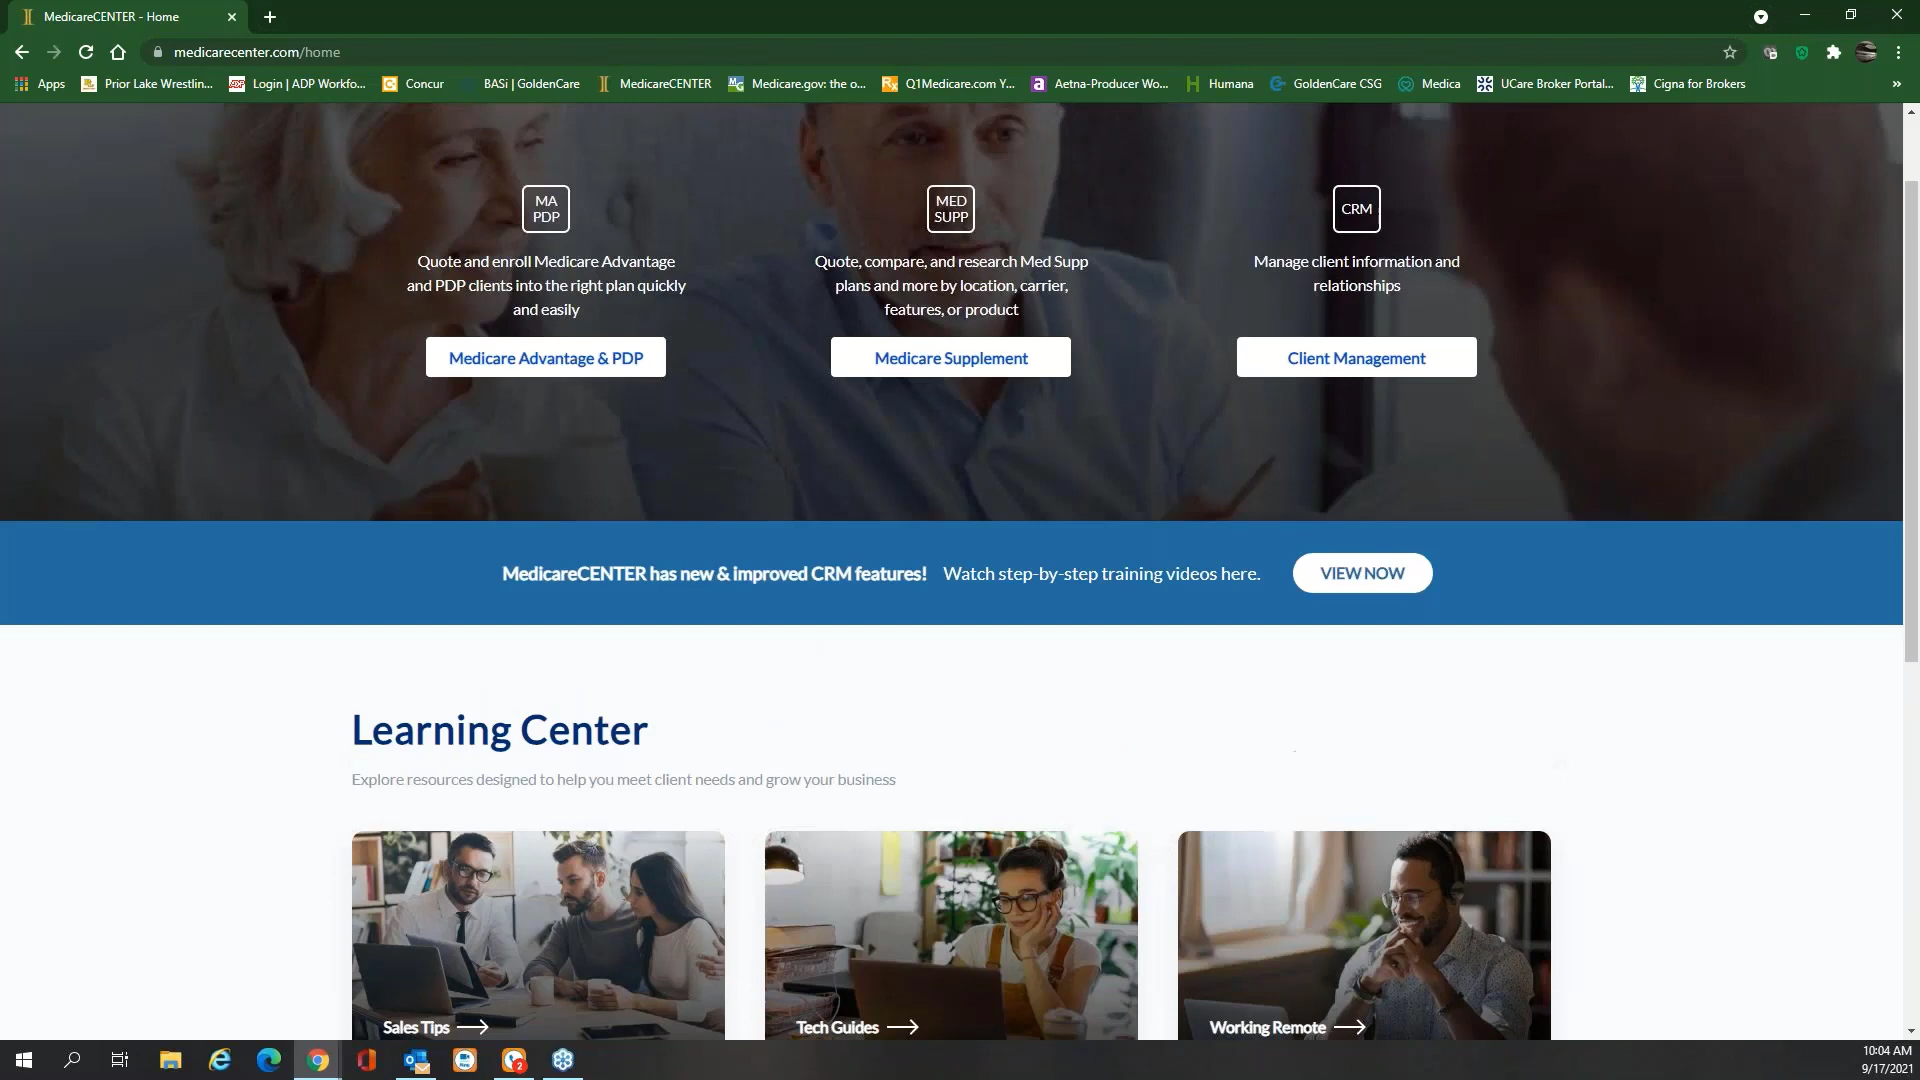 MedicareCENTER - Home
medicarecenter.com/home
Apps
Prior Lake Wrestlin...
Login | ADP Workfo...
Concur
BASi | GoldenCare
MedicareCENTER
Medicare.gov: the o...
Q1Medicare.com Y...
Aetna-Producer Wo...
Humana
GoldenCare CSG
Medica
UCare Broker Portal...
Cigna for Brokers
MA
PDP
Quote and enroll Medicare Advantage
and PDP clients into the right plan quickly
and easily
Medicare Advantage & PDP
MED
SUPP
Quote, compare, and research Med Supp
plans and more by location, carrier,
features, or product
Medicare Supplement
CRM
Manage client information and
relationships
Client Management
MedicareCENTER has new & improved CRM features! Watch step-by-step training videos here.
VIEW NOW
Learning Center
Explore resources designed to help you meet client needs and grow your business
Sales Tips
Tech Guides
Working Remote
10:04 AM
9/17/2021